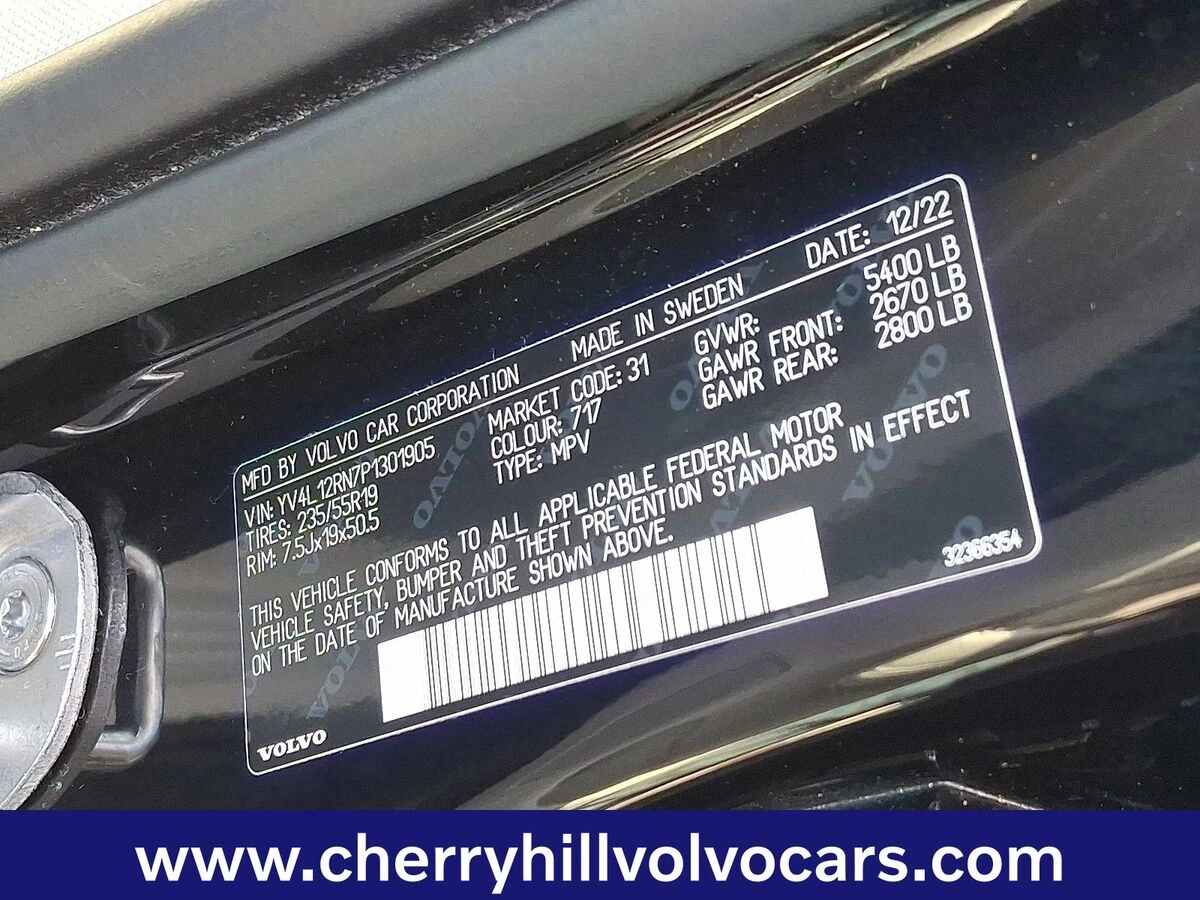 MFD BY VOLVO CAR CORPORATION MADE IN SWEDEN DATE: 12/22
VIN: YV4L12RN7P1301905 MARKET CODE: 31 GVWR: 5400 LB
TIRES: 235/55R19 COLOUR: 717 GAWR FRONT: 2670 LB
RIM: 7.5Jx19x50.5 TYPE: MPV GAWR REAR: 2800 LB
THIS VEHICLE CONFORMS TO ALL APPLICABLE FEDERAL MOTOR
VEHICLE SAFETY, BUMPER AND THEFT PREVENTION STANDARDS IN EFFECT
ON THE DATE OF MANUFACTURE SHOWN ABOVE.
32366354
VOLVO
www.cherryhillvolvocars.com